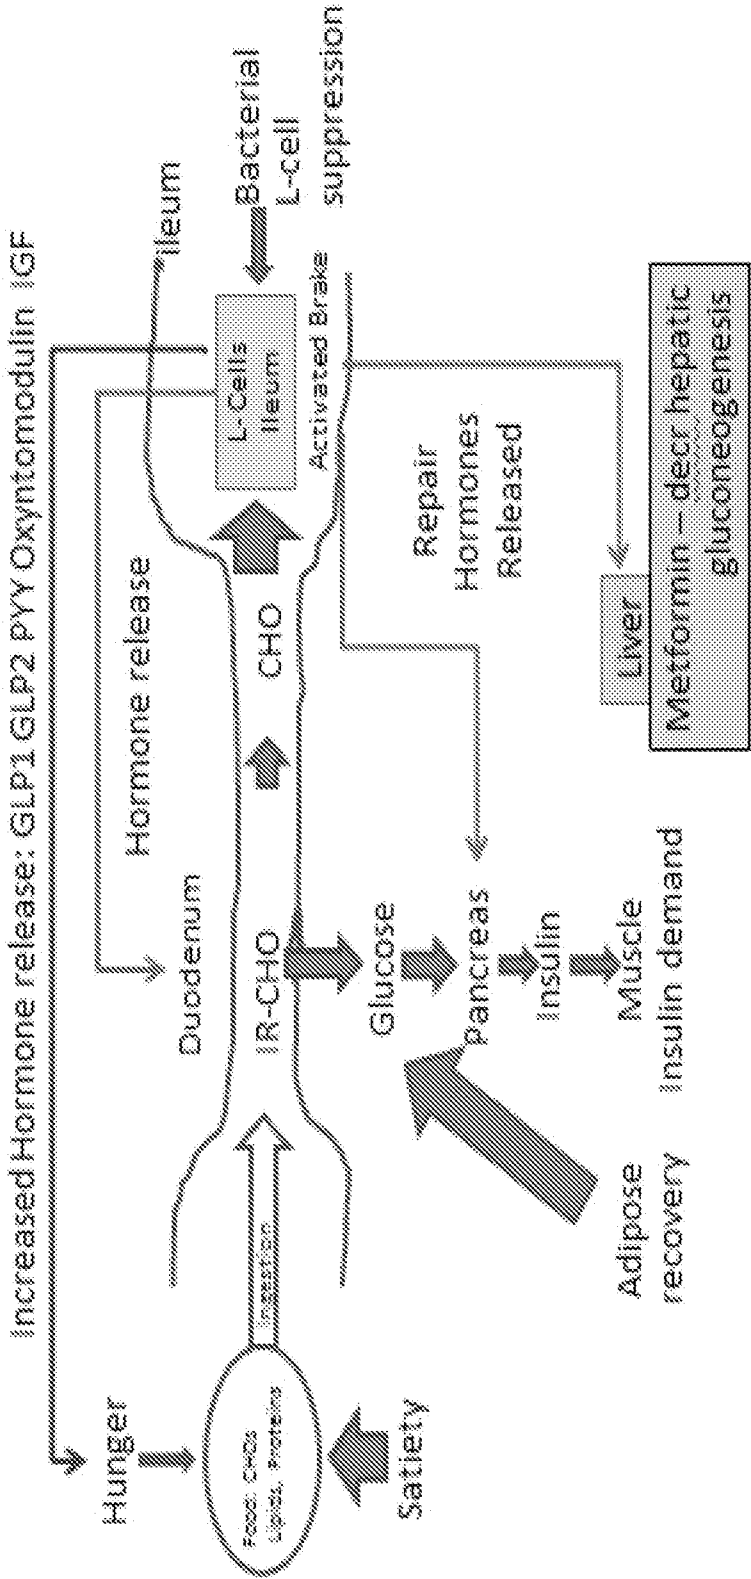 Increased Hormone release: GLP1 GLP2 PYY Oxyntomodulin IGF
Hunger
Food: CHOs
Lipids, Proteins
Satiety
Ingestion
Duodenum
Hormone release
IR-CHO
CHO
L-Cells
Ileum
ileum
Activated Brake
Bacterial
L-cell
suppression
Glucose
Pancreas
Insulin
Muscle
Insulin demand
Adipose
recovery
Repair
Hormones
Released
Liver
Metformin – decr hepatic
gluconeogenesis